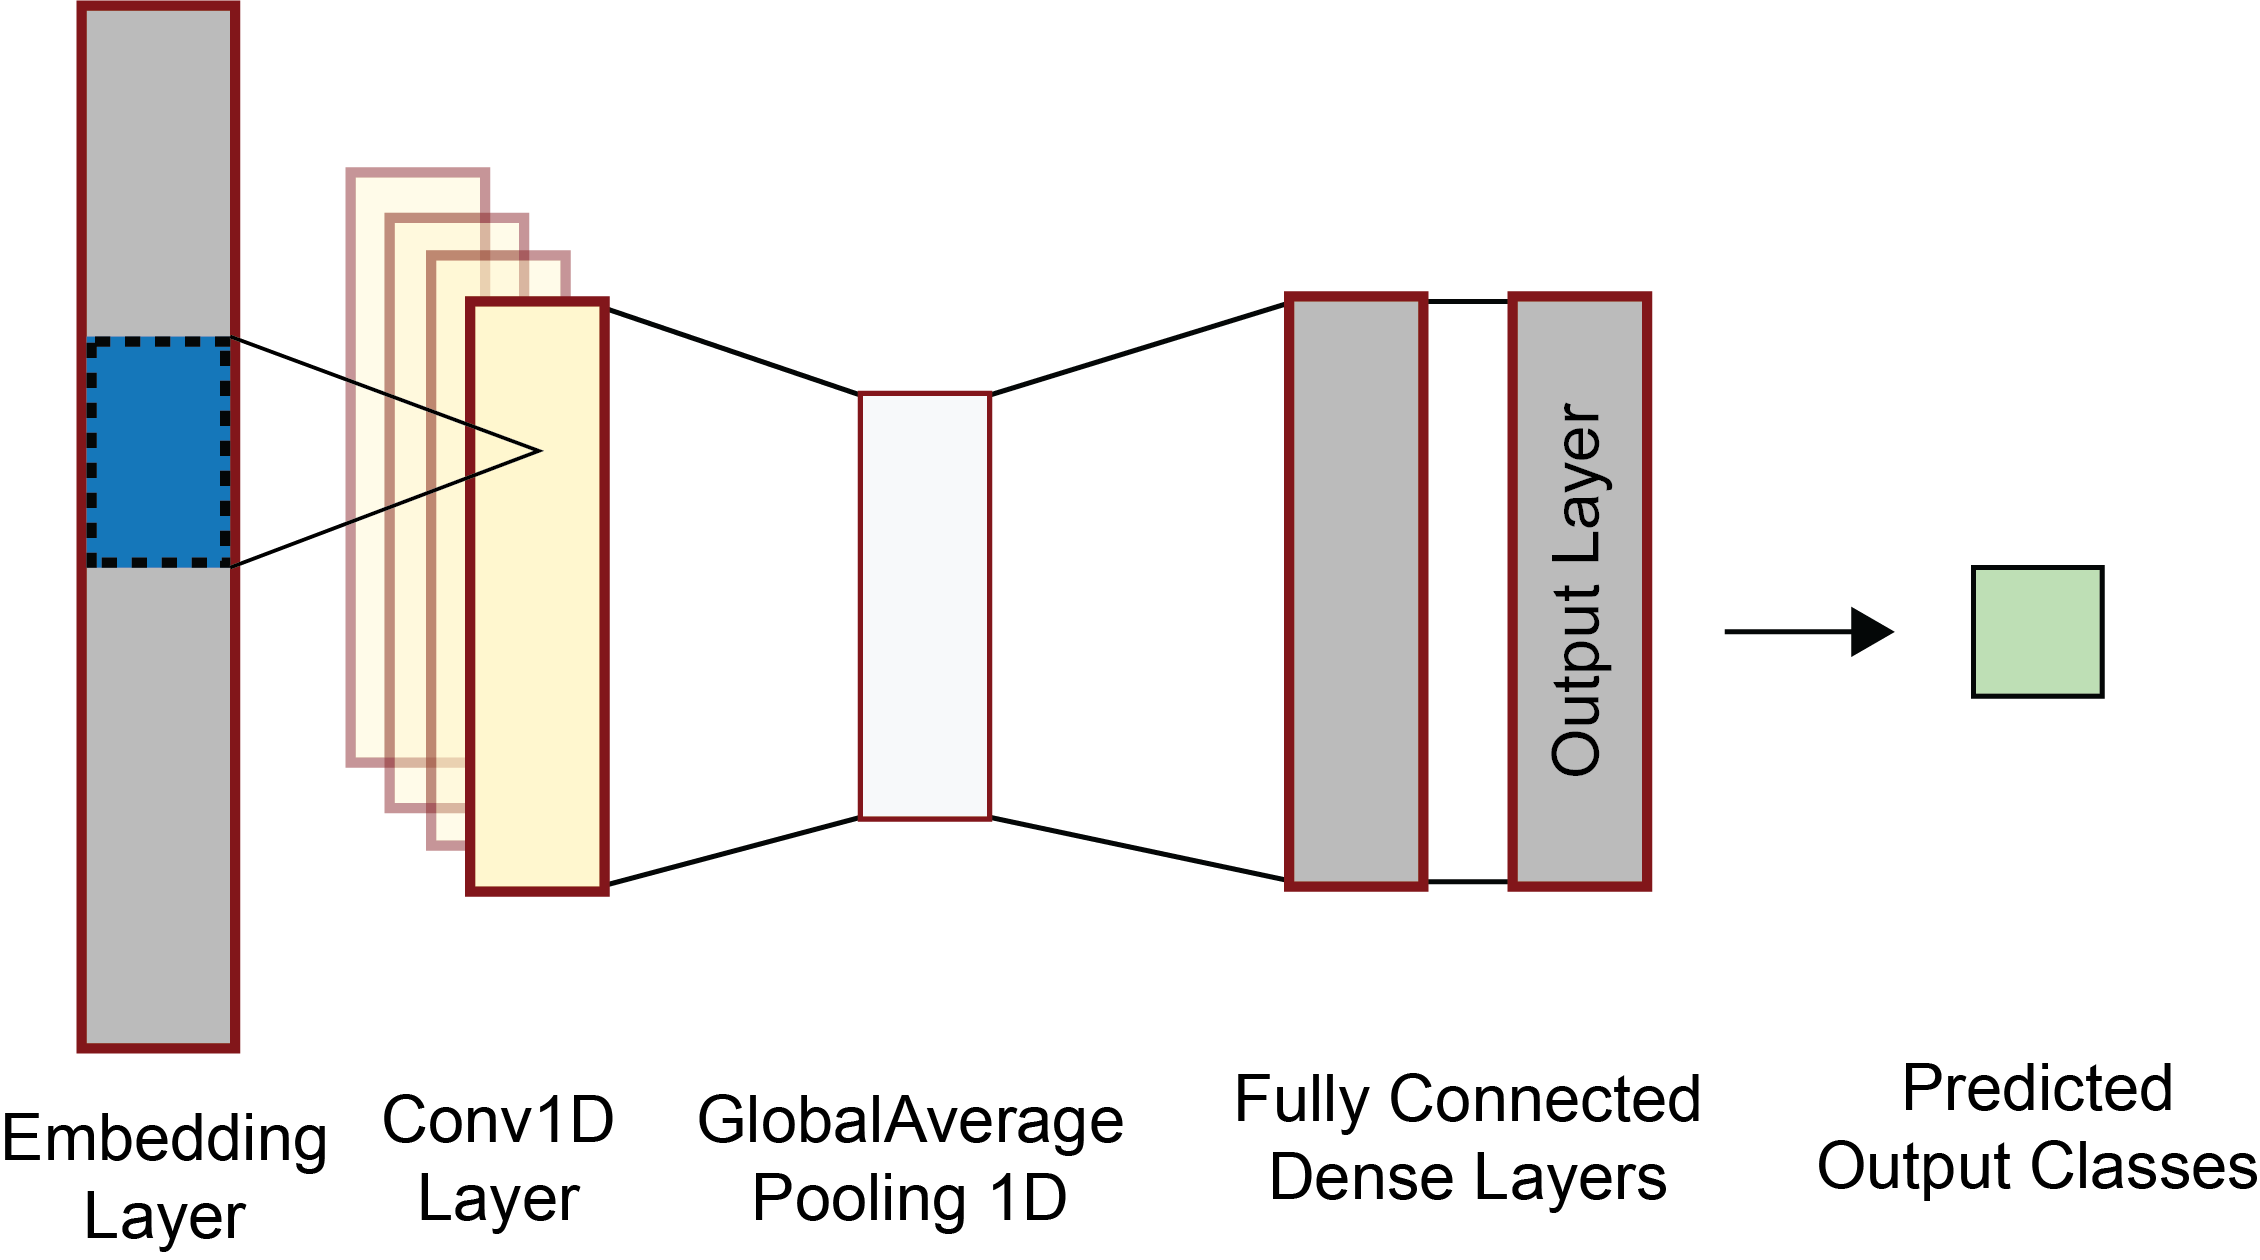 Output Layer
Embedding
Layer
Conv1D
Layer
GlobalAverage
Pooling 1D
Fully Connected
Dense Layers
Predicted
Output Classes